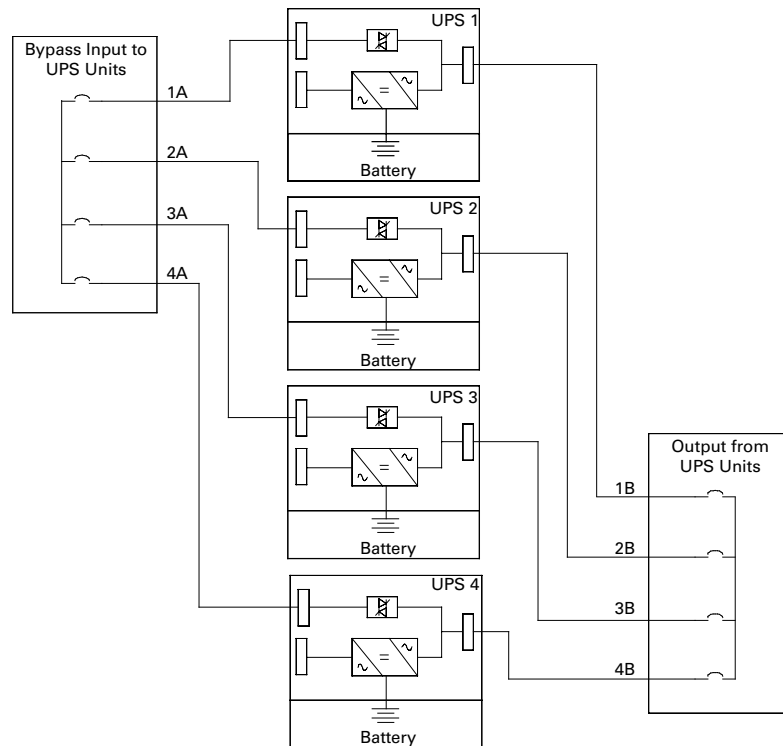 Bypass Input to
UPS Units
1A
2A
3A
4A
UPS 1
Battery
UPS 2
Battery
UPS 3
Battery
UPS 4
Battery
Output from
UPS Units
1B
2B
3B
4B